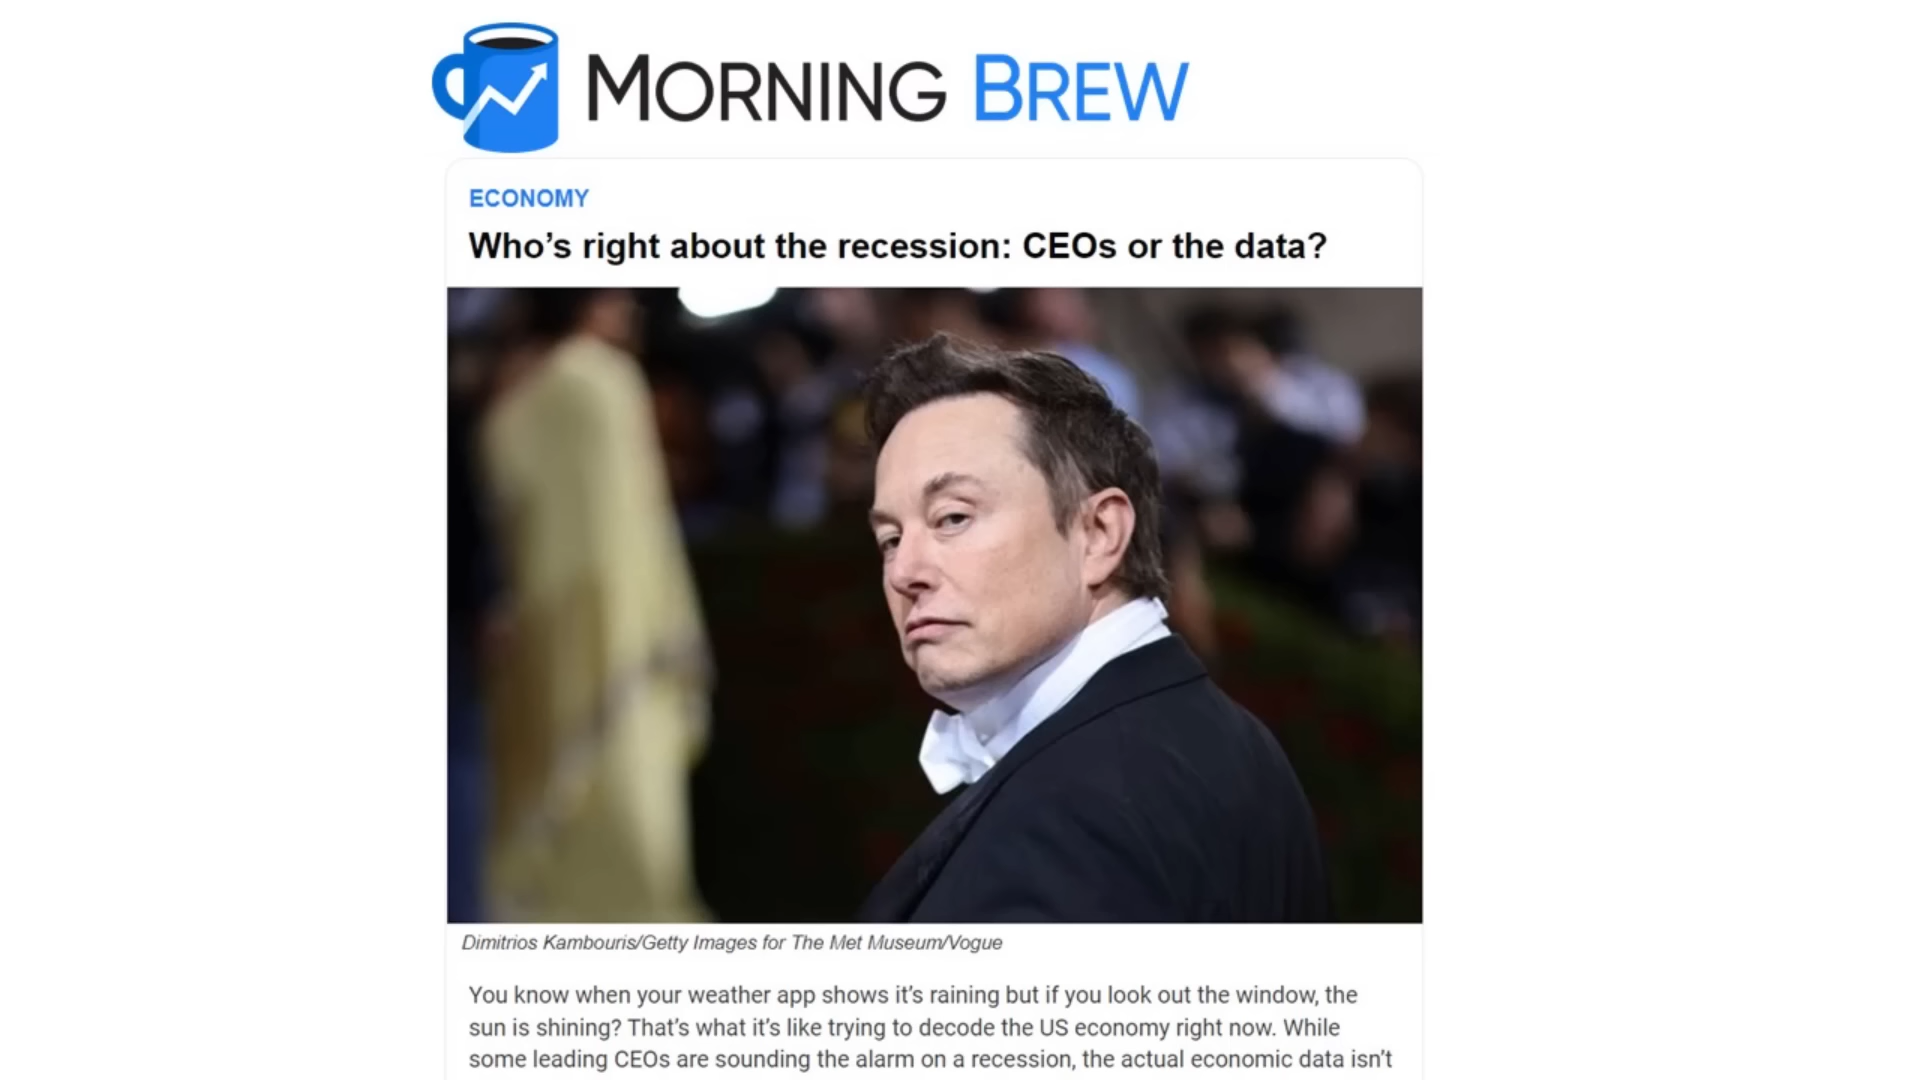 MORNING BREW
ECONOMY
Who’s right about the recession: CEOs or the data?
Dimitrios Kambouris/Getty Images for The Met Museum/Vogue
You know when your weather app shows it’s raining but if you look out the window, the
sun is shining? That’s what it’s like trying to decode the US economy right now. While
some leading CEOs are sounding the alarm on a recession, the actual economic data isn’t